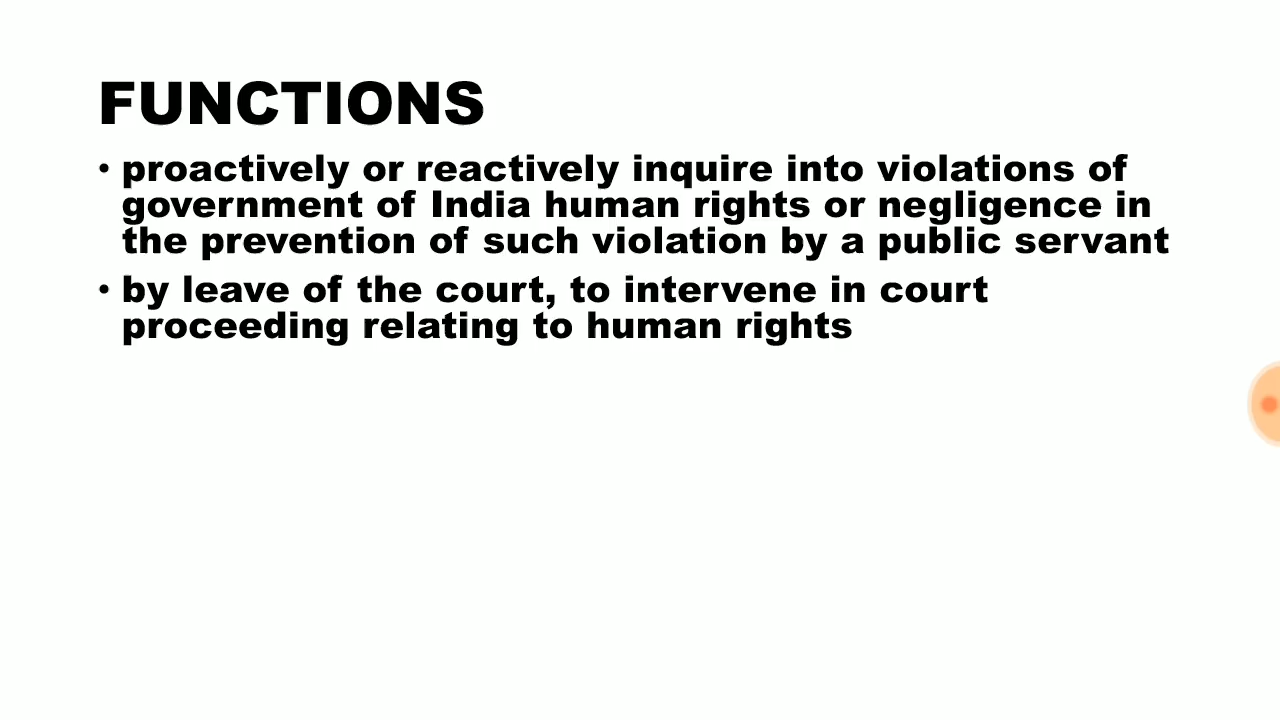 FUNCTIONS
• proactively or reactively inquire into violations of
government of India human rights or negligence in
the prevention of such violation by a public servant
• by leave of the court, to intervene in court
proceeding relating to human rights